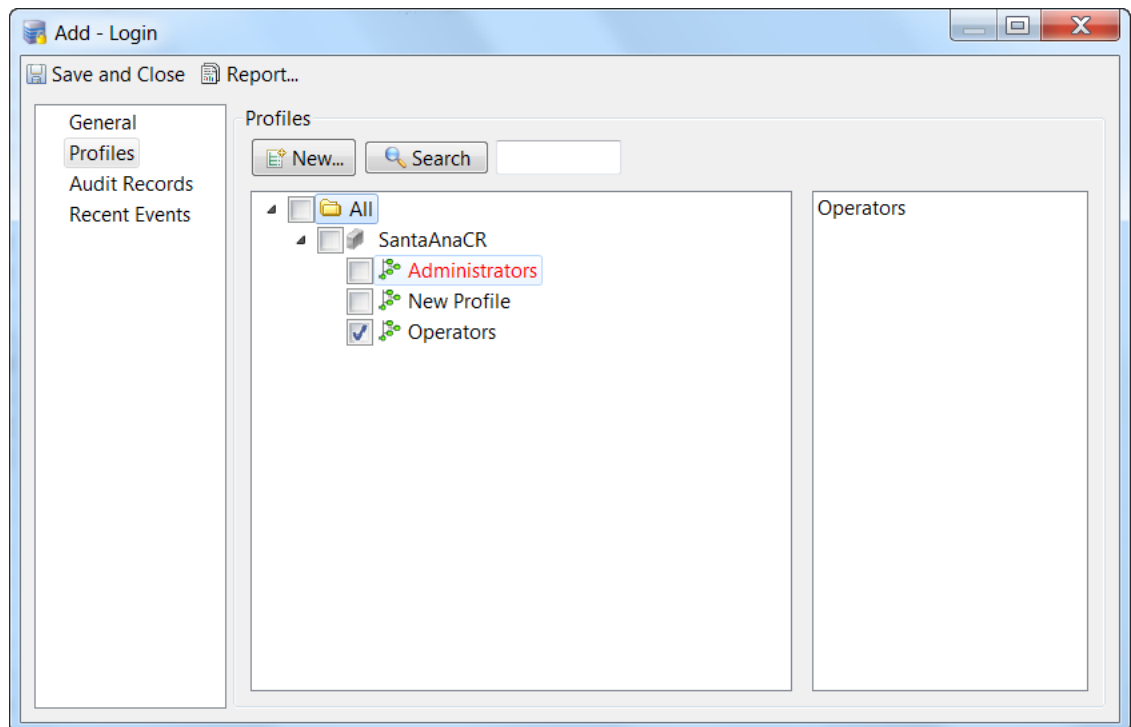 Add - Login
Save and Close Report...
General
Profiles
Audit Records
Recent Events
Profiles
New... Search
All
SantaAnaCR
Administrators
New Profile
Operators
Operators